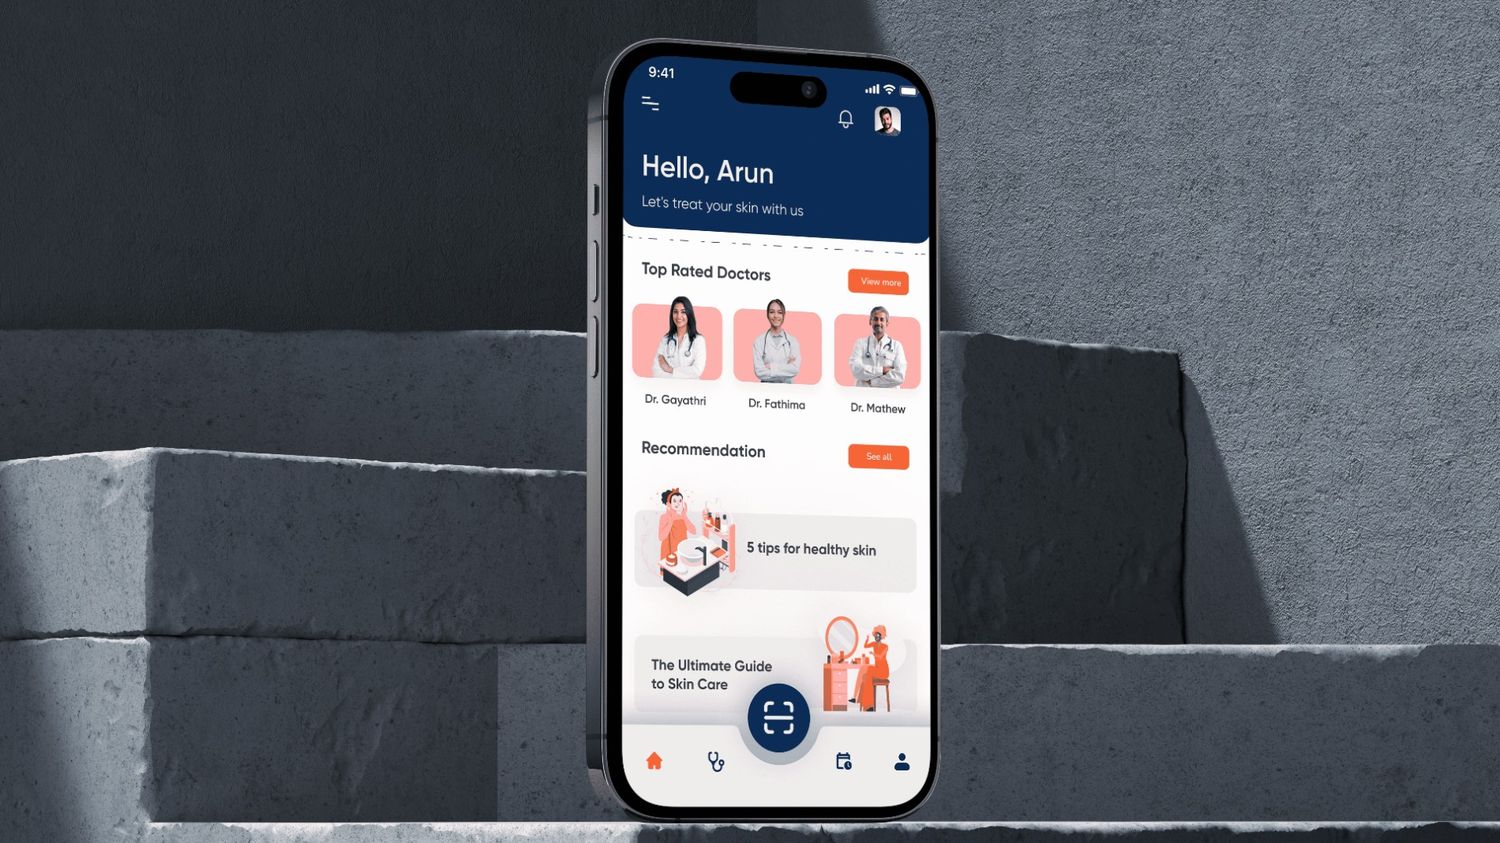 9:41
Hello, Arun
Let's treat your skin with us
Top Rated Doctors
View more
Dr. Gayathri
Dr. Fathima
Dr. Mathew
Recommendation
See all
5 tips for healthy skin
The Ultimate Guide
to Skin Care